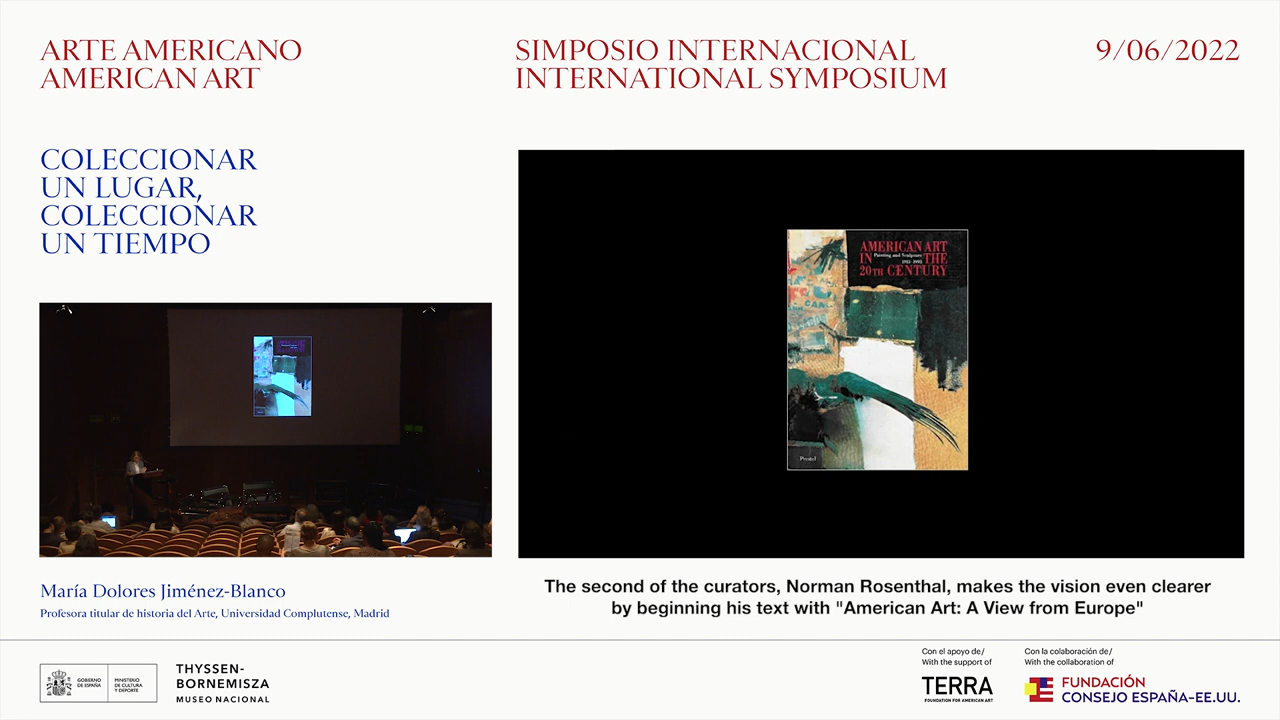 ARTE AMERICANO
AMERICAN ART
SIMPOSIO INTERNACIONAL
INTERNATIONAL SYMPOSIUM
9/06/2022
COLECCIONAR
UN LUGAR,
COLECCIONAR
UN TIEMPO
AMERICAN ART
IN Painting and Sculpture THE
1913-1993
20TH CENTURY
Prestel
María Dolores Jiménez-Blanco
Profesora titular de historia del Arte, Universidad Complutense, Madrid
The second of the curators, Norman Rosenthal, makes the vision even clearer
by beginning his text with "American Art: A View from Europe"
GOBIERNO
DE ESPAÑA
MINISTERIO
DE CULTURA
Y DEPORTE
THYSSEN-
BORNEMISZA
MUSEO NACIONAL
Con el apoyo de/
With the support of
TERRA
FOUNDATION FOR AMERICAN ART
Con la colaboración de/
With the collaboration of
FUNDACIÓN
CONSEJO ESPAÑA-EE.UU.